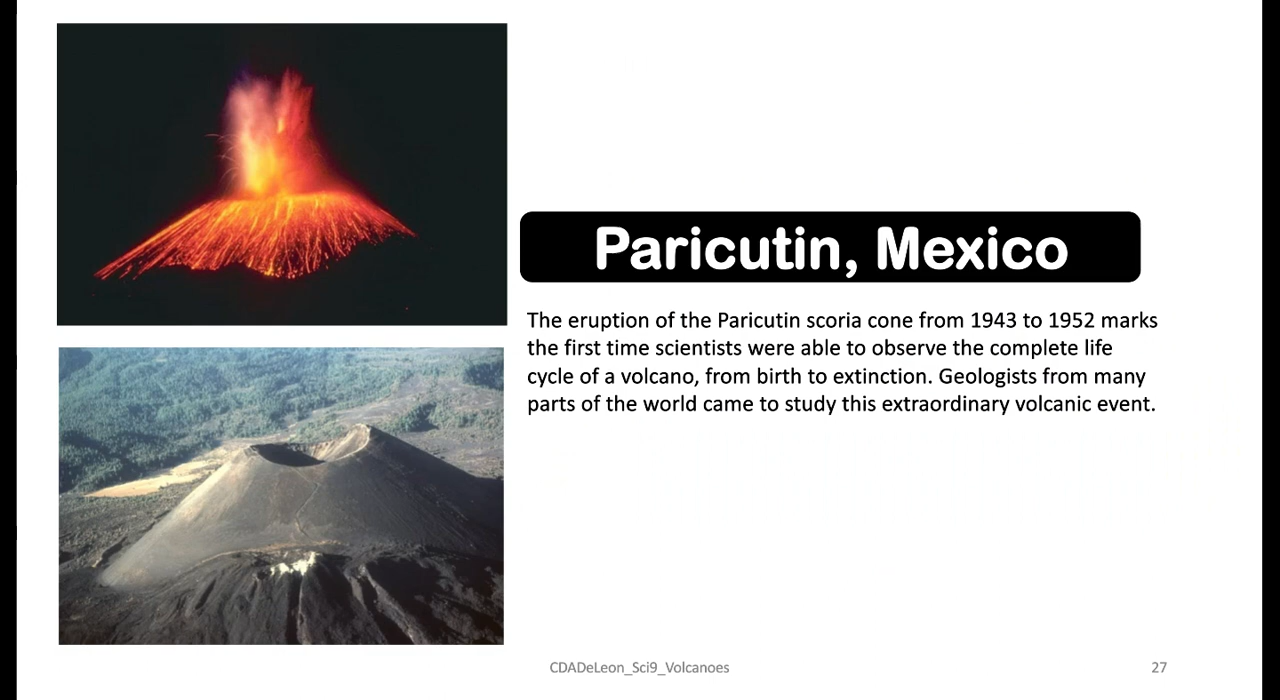 Paricutin, Mexico
The eruption of the Paricutin scoria cone from 1943 to 1952 marks
the first time scientists were able to observe the complete life
cycle of a volcano, from birth to extinction. Geologists from many
parts of the world came to study this extraordinary volcanic event.
CDADeLeon_Sci9_Volcanoes
27